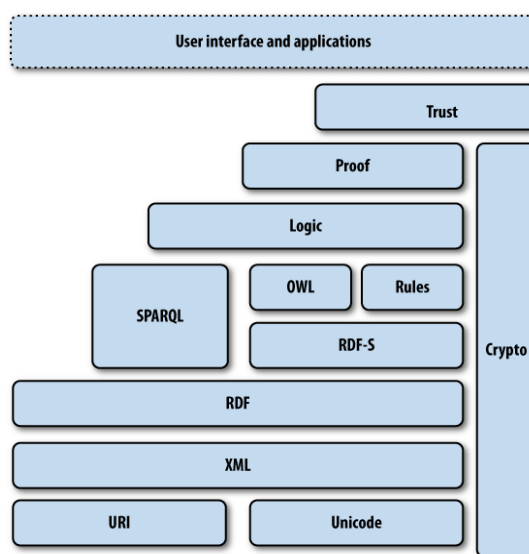 User interface and applications
Trust
Proof
Logic
SPARQL
OWL
Rules
RDF-S
Crypto
RDF
XML
URI
Unicode